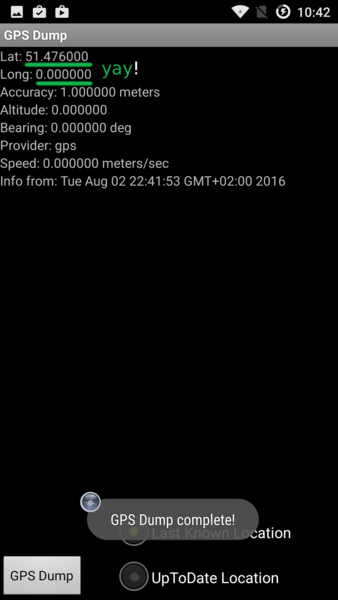 10:42
GPS Dump
Lat: 51.476000
Long: 0.000000 yay!
Accuracy: 1.000000 meters
Altitude: 0.000000
Bearing: 0.000000 deg
Provider: gps
Speed: 0.000000 meters/sec
Info from: Tue Aug 02 22:41:53 GMT+02:00 2016
GPS Dump complete!
Last Known Location
GPS Dump
UpToDate Location